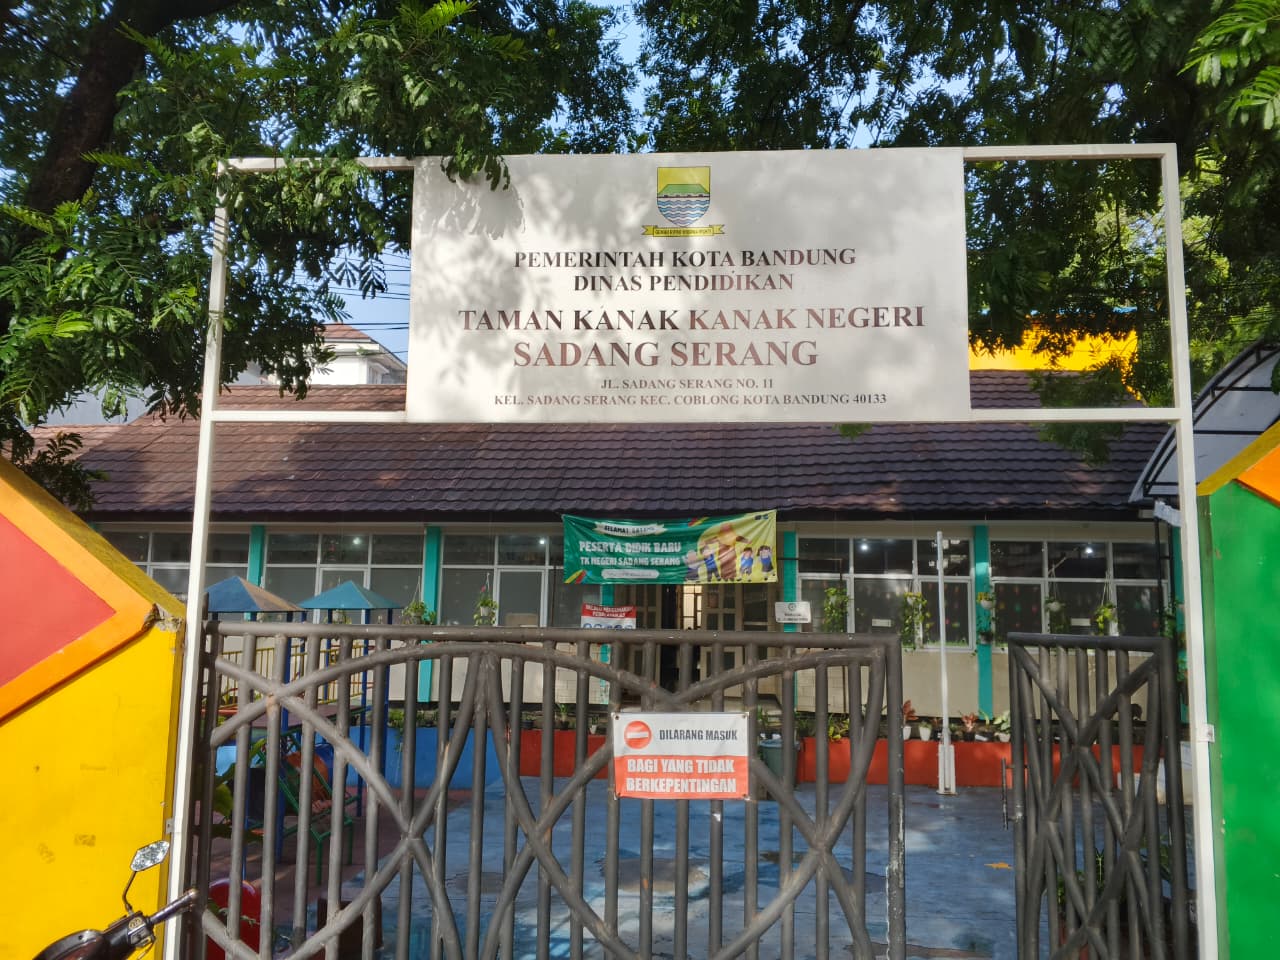 PEMERINTAH KOTA BANDUNG
DINAS PENDIDIKAN
TAMAN KANAK KANAK NEGERI
SADANG SERANG
JL. SADANG SERANG NO. 11
KEL. SADANG SERANG KEC. COBLONG KOTA BANDUNG 40133
SELAMAT DATANG
PESERTA DIDIK BARU
TK NEGERI SADANG SERANG
DILARANG MASUK
BAGI YANG TIDAK
BERKEPENTINGAN